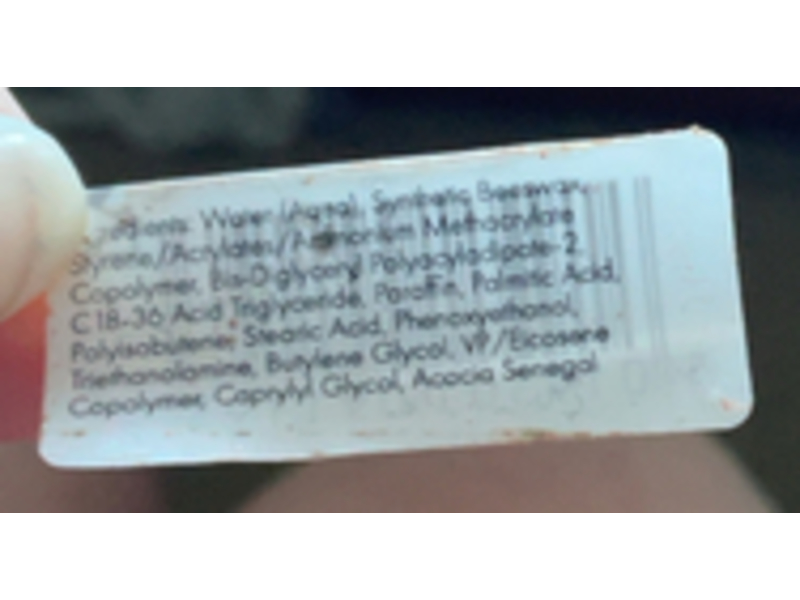 Ingredients: Water (Aqua), Synthetic Beeswax,
Styrene/Acrylates/Ammonium Methacrylate
Copolymer, Bis-Diglyceryl Polyacyladipate-2,
C18-36 Acid Triglyceride, Paraffin, Palmitic Acid,
Polyisobutene, Stearic Acid, Phenoxyethanol,
Triethanolamine, Butylene Glycol, VP/Eicosene
Copolymer, Caprylyl Glycol, Acacia Senegal